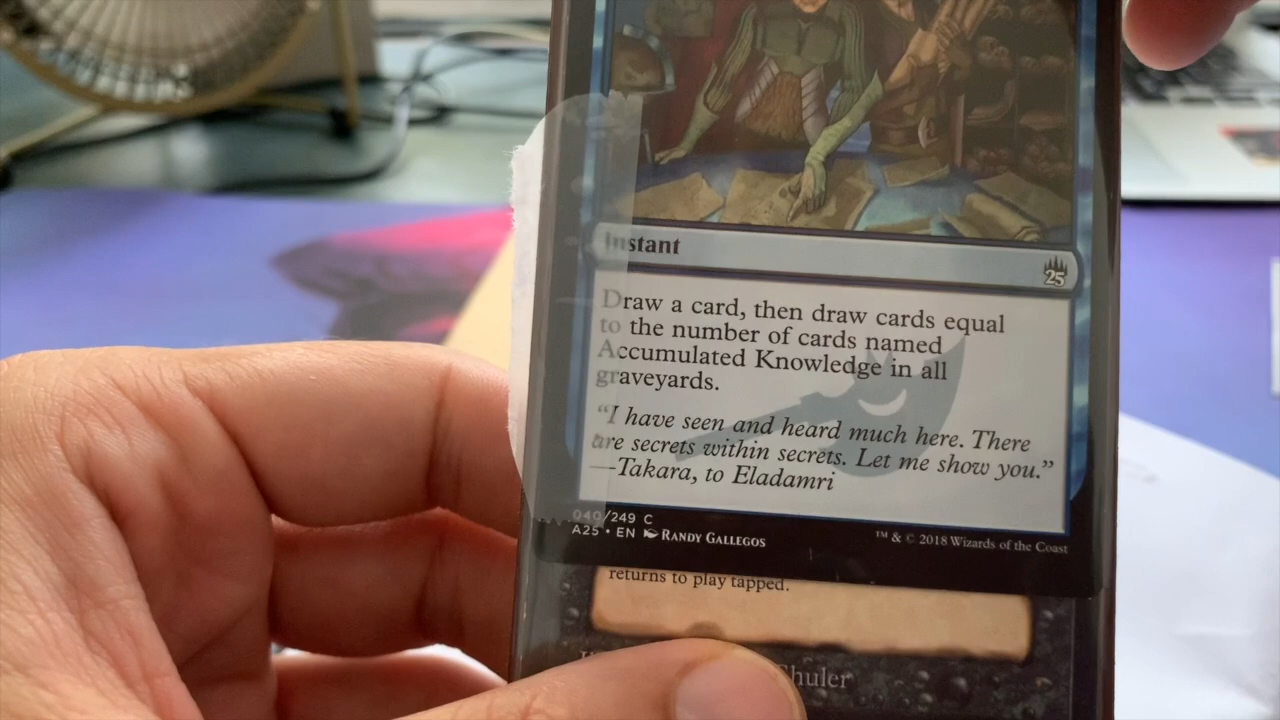 Instant
25
Draw a card, then draw cards equal
to the number of cards named
Accumulated Knowledge in all
graveyards.
“I have seen and heard much here. There
are secrets within secrets. Let me show you.”
—Takara, to Eladamri
040/249 C
A25 • EN Randy Gallegos
™ & © 2018 Wizards of the Coast
returns to play tapped.
Shuler